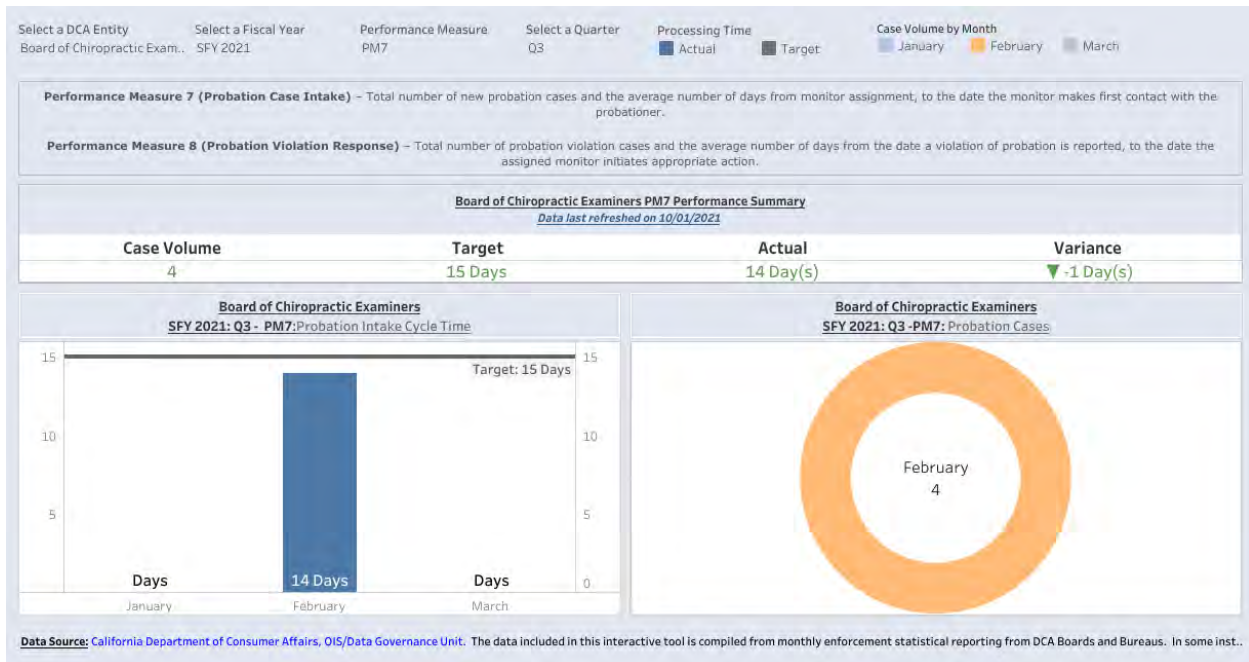 Select a DCA Entity Select a Fiscal Year Performance Measure Select a Quarter Processing Time Case Volume by Month
Board of Chiropractic Exam.. SFY 2021 PM7 Q3 Actual Target January February March
Performance Measure 7 (Probation Case Intake) – Total number of new probation cases and the average number of days from monitor assignment, to the date the monitor makes first contact with the
probationer.
Performance Measure 8 (Probation Violation Response) – Total number of probation violation cases and the average number of days from the date a violation of probation is reported, to the date the
assigned monitor initiates appropriate action.
Board of Chiropractic Examiners PM7 Performance Summary
Data last refreshed on 10/01/2021
Case Volume Target Actual Variance
4 15 Days 14 Day(s) ▼ -1 Day(s)
Board of Chiropractic Examiners
SFY 2021: Q3 - PM7:Probation Intake Cycle Time
15 15
Target: 15 Days
10 10
5 5
Days 14 Days Days 0
January February March
Board of Chiropractic Examiners
SFY 2021: Q3 -PM7: Probation Cases
February
4
Data Source: California Department of Consumer Affairs, OIS/Data Governance Unit. The data included in this interactive tool is compiled from monthly enforcement statistical reporting from DCA Boards and Bureaus. In some inst..